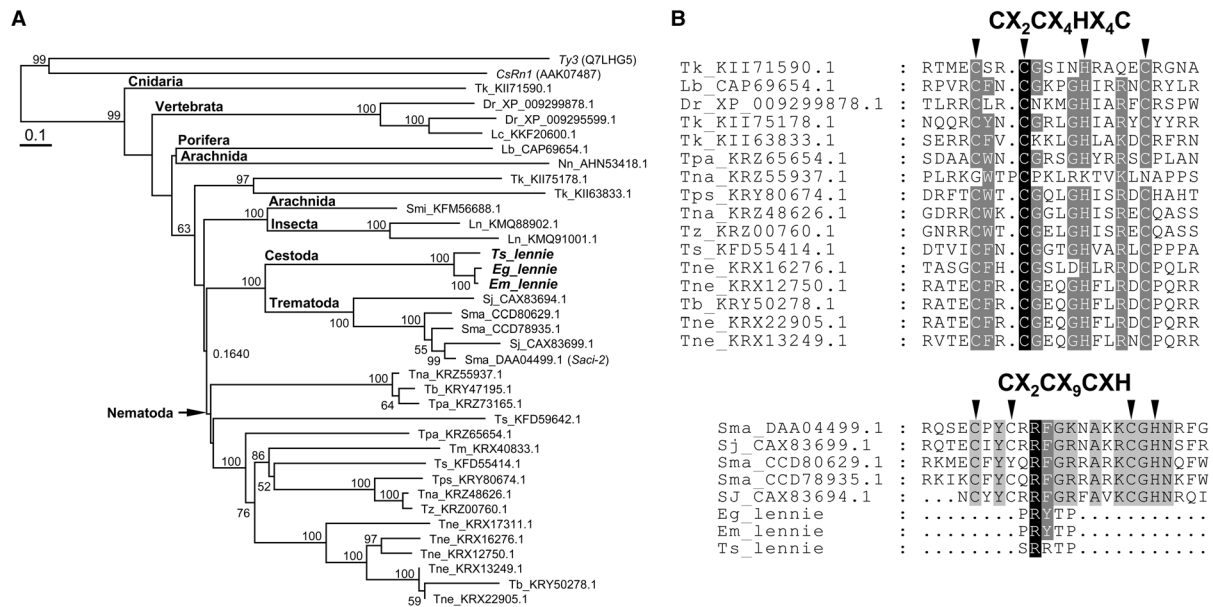 A
99
Ty3 (Q7LHG5)
CsRn1 (AAK07487)
Cnidaria
Tk_KII71590.1
0.1
99
Vertebrata
100
Dr_XP_009299878.1
100
Dr_XP_009295599.1
Lc_KKF20600.1
Porifera
Lb_CAP69654.1
Arachnida
Nn_AHN53418.1
97
Tk_KII75178.1
Tk_KII63833.1
63
Arachnida
Smi_KFM56688.1
100
Insecta
100
Ln_KMQ88902.1
Ln_KMQ91001.1
Cestoda
100
Ts_lennie
Eg_lennie
100
Em_lennie
100
Trematoda
Sj_CAX83694.1
100
100
Sma_CCD80629.1
Sma_CCD78935.1
55
Sj_CAX83699.1
99
Sma_DAA04499.1 (Saci-2)
0.1640
Tna_KRZ55937.1
100
Tb_KRY47195.1
64
Tpa_KRZ73165.1
Nematoda
Ts_KFD59642.1
Tpa_KRZ65654.1
100
86
Tm_KRX40833.1
Ts_KFD55414.1
52
100
Tps_KRY80674.1
100
Tna_KRZ48626.1
Tz_KRZ00760.1
76
Tne_KRX17311.1
100
97
Tne_KRX16276.1
100
Tne_KRX12750.1
100
Tne_KRX13249.1
Tb_KRY50278.1
59
Tne_KRX22905.1
B
CX2CX4HX4C
Tk_KII71590.1 : RTMECSR.CGSINHRAQECRGNA
Lb_CAP69654.1 : RPVRCFN.CGKPGHIRRNCRYLR
Dr_XP_009299878.1 : TLRRCLRC.CNKMGHIARFCRSPW
Tk_KII75178.1 : NQQRCYN.CGRLGHIARYCYYRR
Tk_KII63833.1 : SERRCFV.CKKLGHLAKDCRFRN
Tpa_KRZ65654.1 : SDAACWN.CGRSGHYRRSCPLAN
Tna_KRZ55937.1 : PLRKGWTPCPKLRKTVKLNAPPS
Tps_KRY80674.1 : DRFTCWT.CGQLGHISRDCHAHT
Tna_KRZ48626.1 : GDRRCWK.CGGLGHISRECQASS
Tz_KRZ00760.1 : GNRRCWT.CGELGHISRECQASS
Ts_KFD55414.1 : DTVICFN.CGGTGHVARLCPPPA
Tne_KRX16276.1 : TASGCFH.CGSLDHLRRDCPQLR
Tne_KRX12750.1 : RATECFR.CGEQGHFLRDCPQRR
Tb_KRY50278.1 : RATECFR.CGEQGHFLRDCPQRR
Tne_KRX22905.1 : RATECFR.CGEQGHFLRDCPQRR
Tne_KRX13249.1 : RVTECFR.CGEQGHFLRNCPQRR
CX2CX9CXH
Sma_DAA04499.1 : RQSECPYCRRFGKNAKKCGHNRFG
Sj_CAX83699.1 : RQTECIYCRRFGKNAKKCGHNSFR
Sma_CCD80629.1 : RKMECFYYQRFGRRARKCGHNQFW
Sma_CCD78935.1 : RKIKCFYCQRFGRRARKCGHNKFW
SJ_CAX83694.1 : ...NCYYCRRFGRFAVKCGHNRQI
Eg_lennie : ........PRYTP...........
Em_lennie : ........PRYTP...........
Ts_lennie : ........SRRTP...........